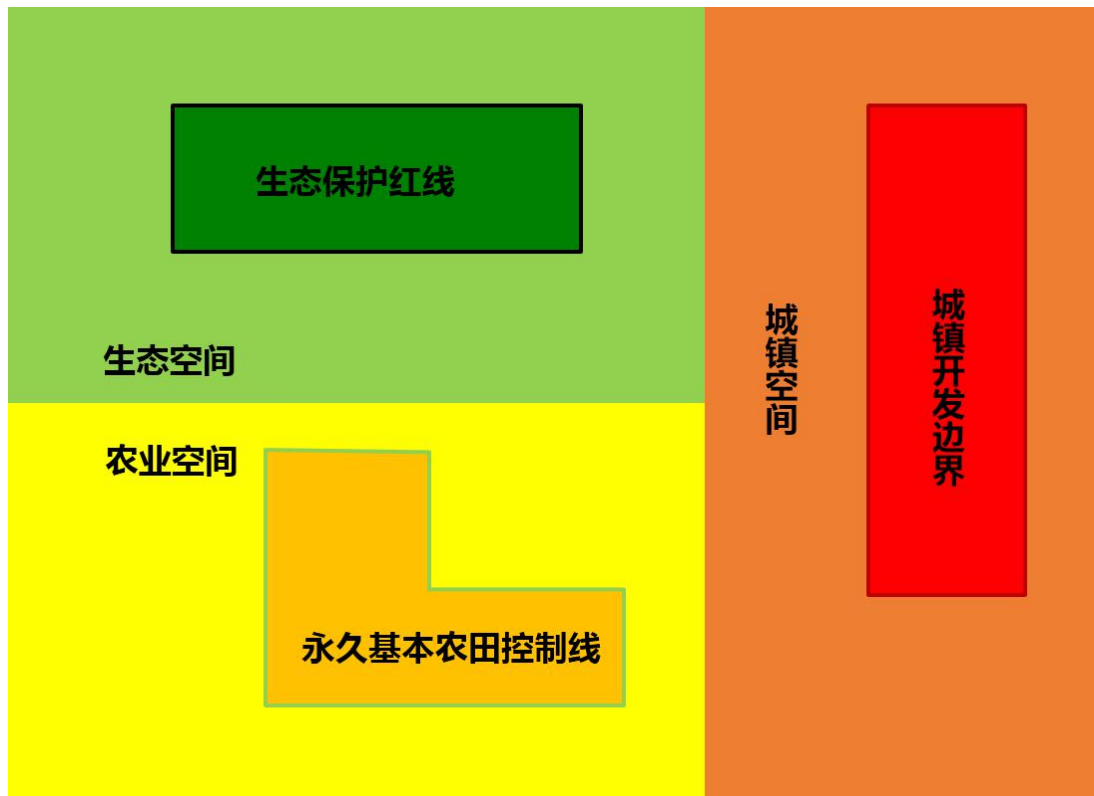 生态保护红线
生态空间
农业空间
永久基本农田控制线
城镇空间
城镇开发边界